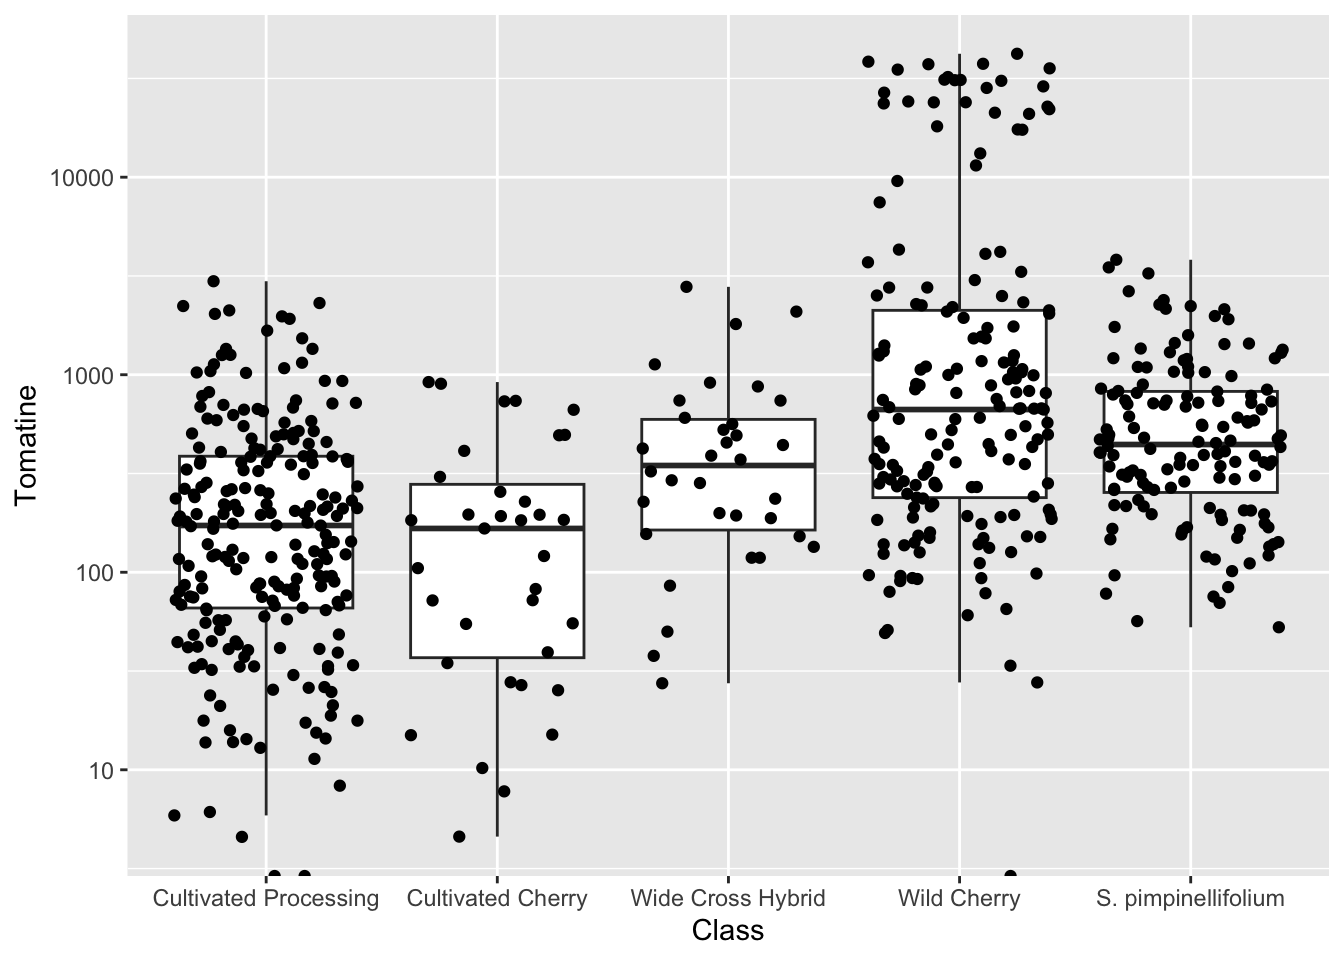 Tomatine
10000
1000
100
10
Cultivated Processing
Cultivated Cherry
Wide Cross Hybrid
Wild Cherry
S. pimpinellifolium
Class